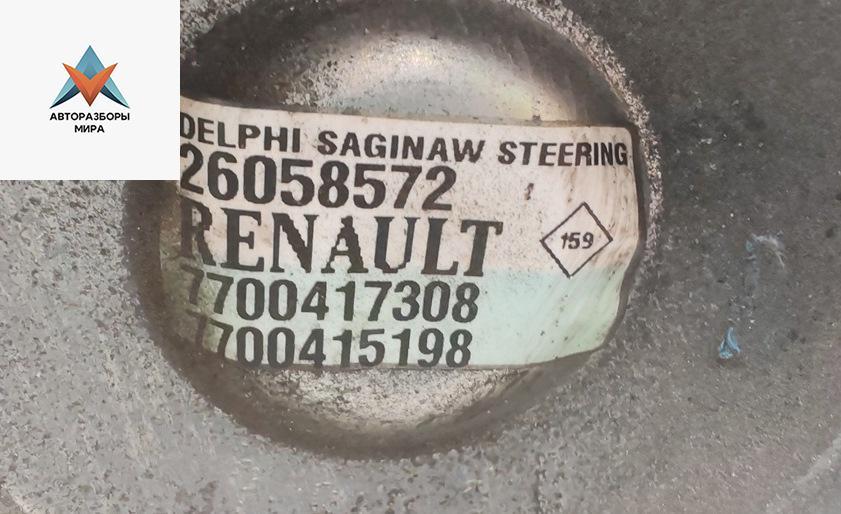 АВТОРАЗБОРЫ
МИРА
DELPHI SAGINAW STEERING
26058572
RENAULT
159
7700417308
7700415198